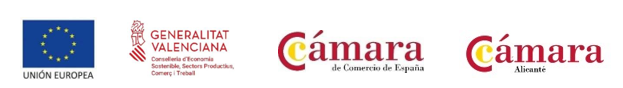 UNIÓN EUROPEA
GENERALITAT
VALENCIANA
Conselleria d'Economia
Sostenible, Sectors Productius,
Comerç i Treball
Cámara
de Comercio de España
Cámara
Alicante